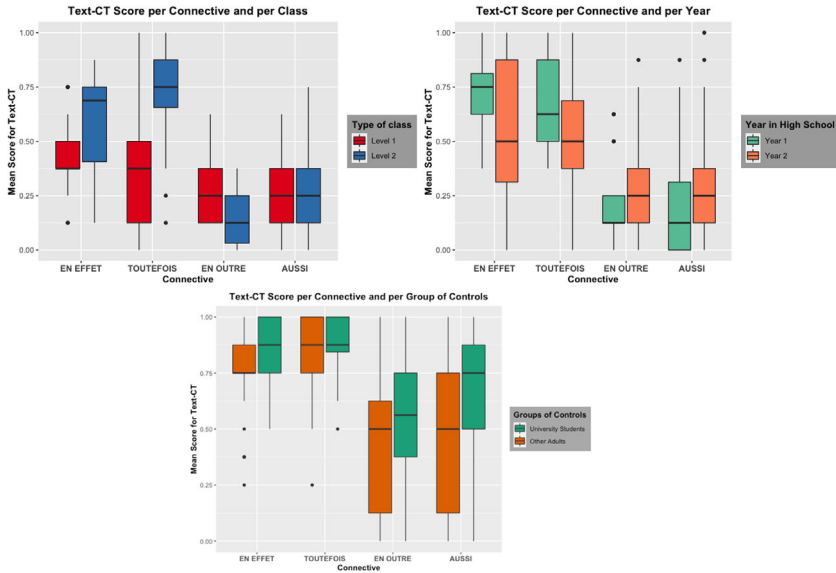 Text-CT Score per Connective and per Class
Mean Score for Text-CT
1.00
0.75
0.50
0.25
0.00
EN EFFET TOUTEFOIS EN OUTRE AUSSI
Connective
Type of class
Level 1
Level 2
Text-CT Score per Connective and per Year
Mean Score for Text-CT
1.00
0.75
0.50
0.25
0.00
EN EFFET TOUTEFOIS EN OUTRE AUSSI
Connective
Year in High School
Year 1
Year 2
Text-CT Score per Connective and per Group of Controls
Mean Score for Text-CT
1.00
0.75
0.50
0.25
0.00
EN EFFET TOUTEFOIS EN OUTRE AUSSI
Connective
Groups of Controls
University Students
Other Adults